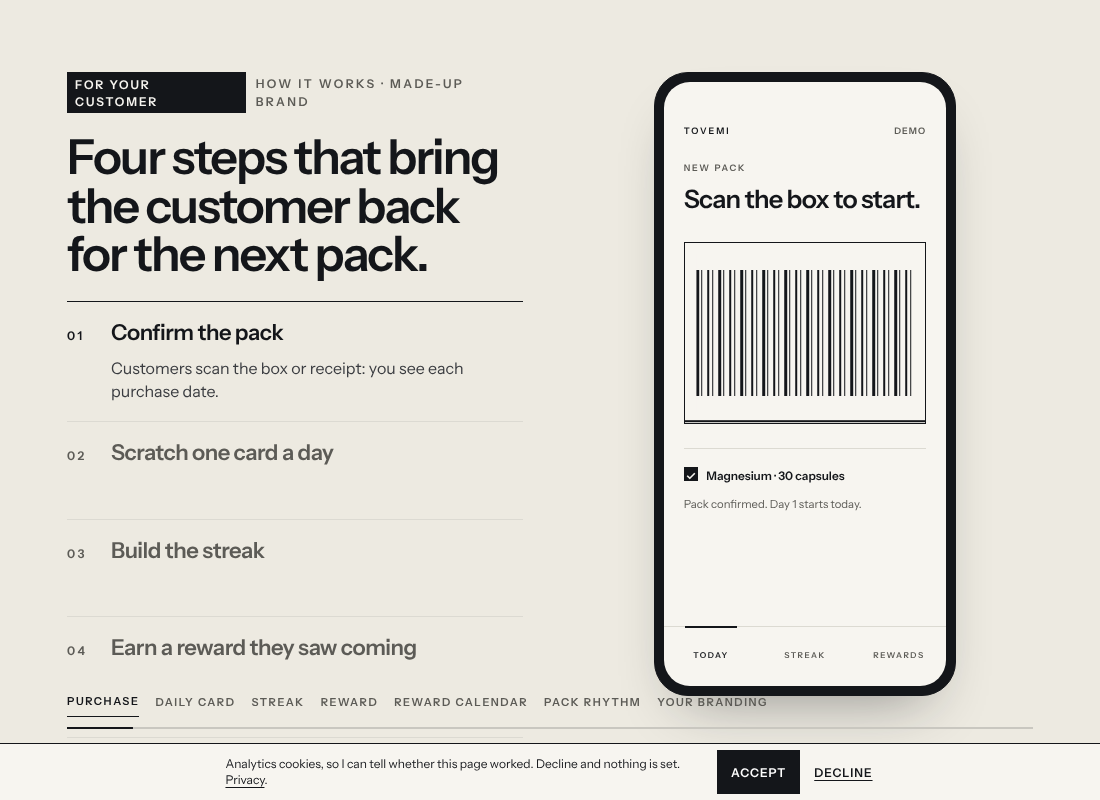 FOR YOUR
CUSTOMER
HOW IT WORKS · MADE-UP
BRAND
Four steps that bring
the customer back
for the next pack.
01 Confirm the pack
Customers scan the box or receipt: you see each
purchase date.
02 Scratch one card a day
03 Build the streak
04 Earn a reward they saw coming
TOVEMI DEMO
NEW PACK
Scan the box to start.
Magnesium · 30 capsules
Pack confirmed. Day 1 starts today.
TODAY STREAK REWARDS
PURCHASE DAILY CARD STREAK REWARD REWARD CALENDAR PACK RHYTHM YOUR BRANDING
Analytics cookies, so I can tell whether this page worked. Decline and nothing is set.
Privacy.
ACCEPT DECLINE